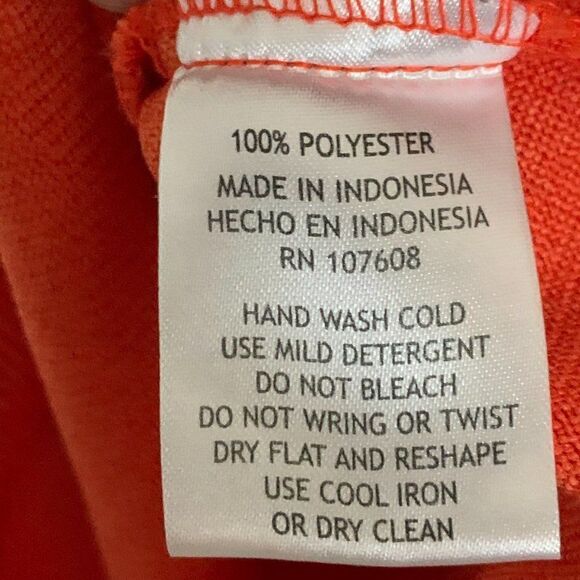 100% POLYESTER
MADE IN INDONESIA
HECHO EN INDONESIA
RN 107608
HAND WASH COLD
USE MILD DETERGENT
DO NOT BLEACH
DO NOT WRING OR TWIST
DRY FLAT AND RESHAPE
USE COOL IRON
OR DRY CLEAN